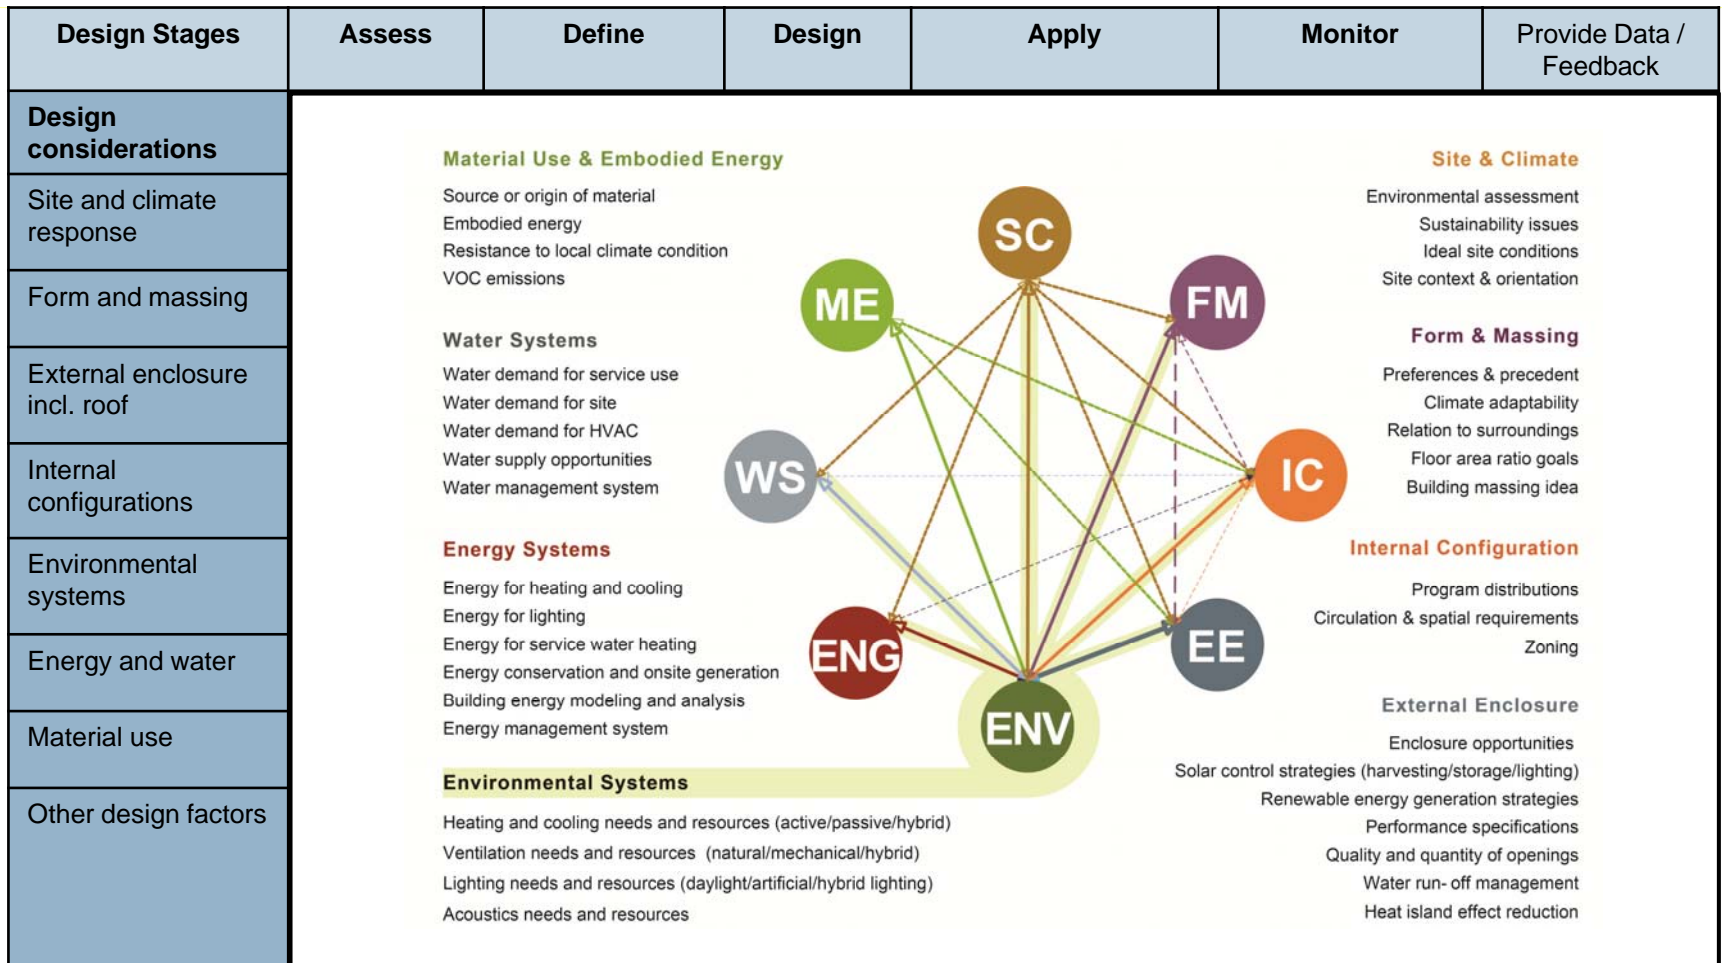 Design Stages
Assess
Define
Design
Apply
Monitor
Provide Data /
Feedback
Design
considerations
Site and climate
response
Form and massing
External enclosure
incl. roof
Internal
configurations
Environmental
systems
Energy and water
Material use
Other design factors
Material Use & Embodied Energy
Source or origin of material
Embodied energy
Resistance to local climate condition
VOC emissions
Water Systems
Water demand for service use
Water demand for site
Water demand for HVAC
Water supply opportunities
Water management system
Energy Systems
Energy for heating and cooling
Energy for lighting
Energy for service water heating
Energy conservation and onsite generation
Building energy modeling and analysis
Energy management system
Environmental Systems
Heating and cooling needs and resources (active/passive/hybrid)
Ventilation needs and resources (natural/mechanical/hybrid)
Lighting needs and resources (daylight/artificial/hybrid lighting)
Acoustics needs and resources
SC
ME
FM
WS
IC
ENG
EE
ENV
Site & Climate
Environmental assessment
Sustainability issues
Ideal site conditions
Site context & orientation
Form & Massing
Preferences & precedent
Climate adaptability
Relation to surroundings
Floor area ratio goals
Building massing idea
Internal Configuration
Program distributions
Circulation & spatial requirements
Zoning
External Enclosure
Enclosure opportunities
Solar control strategies (harvesting/storage/lighting)
Renewable energy generation strategies
Performance specifications
Quality and quantity of openings
Water run- off management
Heat island effect reduction